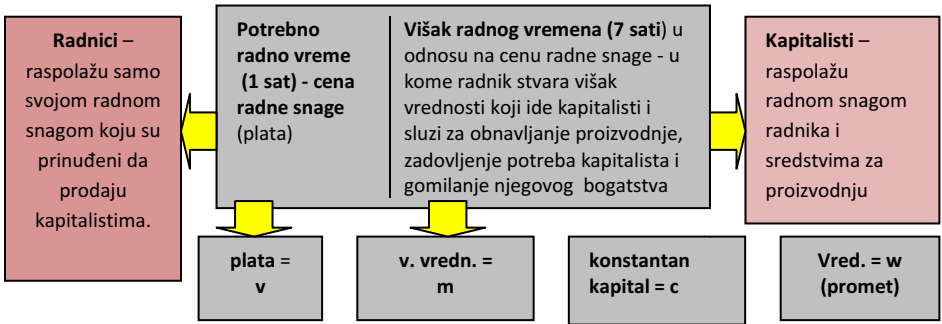 Radnici –
raspolažu samo
svojom radnom
snagom koju su
prinuđeni da
prodaju
kapitalistima.
Potrebno
radno vreme
(1 sat) - cena
radne snage
(plata)
Višak radnog vremena (7 sati) u
odnosu na cenu radne snage - u
kome radnik stvara višak
vrednosti koji ide kapitalisti i
sluzi za obnavljanje proizvodnje,
zadovljenje potreba kapitalista i
gomilanje njegovog bogatstva
Kapitalisti –
raspolažu
radnom snagom
radnika i
sredstvima za
proizvodnju
plata =
v
v. vredn. =
m
konstantan
kapital = c
Vred. = w
(promet)